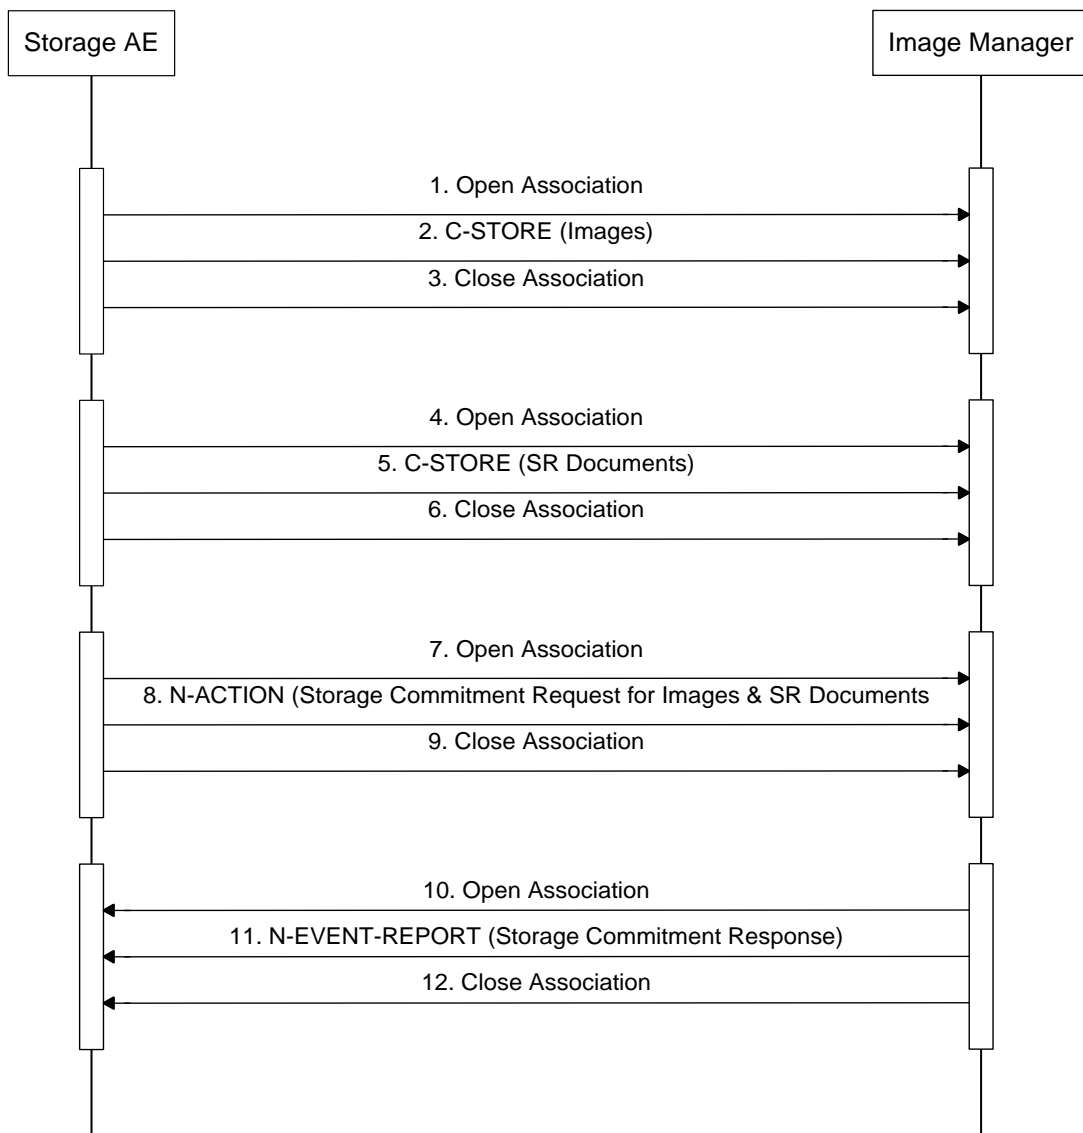 Storage AE
Image Manager
1. Open Association
2. C-STORE (Images)
3. Close Association
4. Open Association
5. C-STORE (SR Documents)
6. Close Association
7. Open Association
8. N-ACTION (Storage Commitment Request for Images & SR Documents
9. Close Association
10. Open Association
11. N-EVENT-REPORT (Storage Commitment Response)
12. Close Association